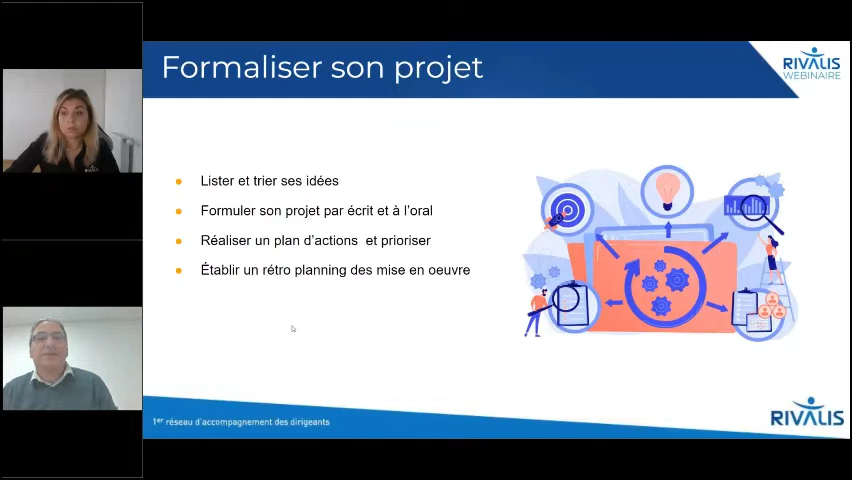 Formaliser son projet
RIVALIS
WEBINAIRE
Lister et trier ses idées
Formuler son projet par écrit et à l'oral
Réaliser un plan d'actions et prioriser
Établir un rétro planning des mise en oeuvre
1er réseau d'accompagnement des dirigeants
RIVALIS